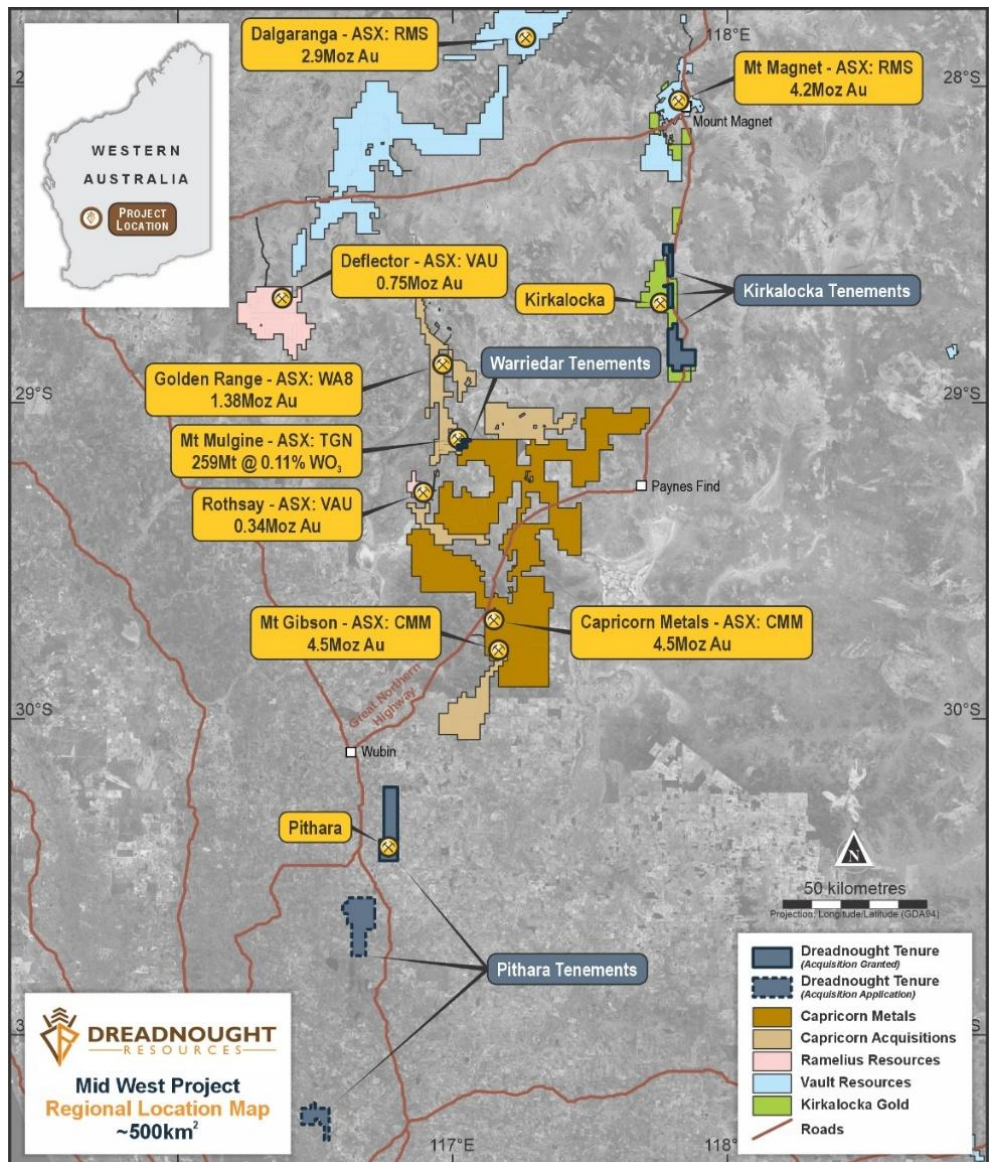 Dalgaranga - ASX: RMS
2.9Moz Au
118°E
28°S
Mt Magnet - ASX: RMS
4.2Moz Au
Mount Magnet
WESTERN
AUSTRALIA
PROJECT
LOCATION
Deflector - ASX: VAU
0.75Moz Au
Kirkalocka
Kirkalocka Tenements
Warriedar Tenements
Golden Range - ASX: WA8
1.38Moz Au
29°S
29°S
Mt Mulgine - ASX: TGN
259Mt @ 0.11% WO₃
Paynes Find
Rothsay - ASX: VAU
0.34Moz Au
Mt Gibson - ASX: CMM
4.5Moz Au
Capricorn Metals - ASX: CMM
4.5Moz Au
Great Northern
Highway
30°S
30°S
Wubin
Pithara
N
50 kilometres
Projection: Longitude/Latitude (GDA94)
Pithara Tenements
DREADNOUGHT
RESOURCES
Mid West Project
Regional Location Map
~500km²
Dreadnought Tenure
(Acquisition Granted)
Dreadnought Tenure
(Acquisition Application)
Capricorn Metals
Capricorn Acquisitions
Ramelius Resources
Vault Resources
Kirkalocka Gold
Roads
117°E
118°